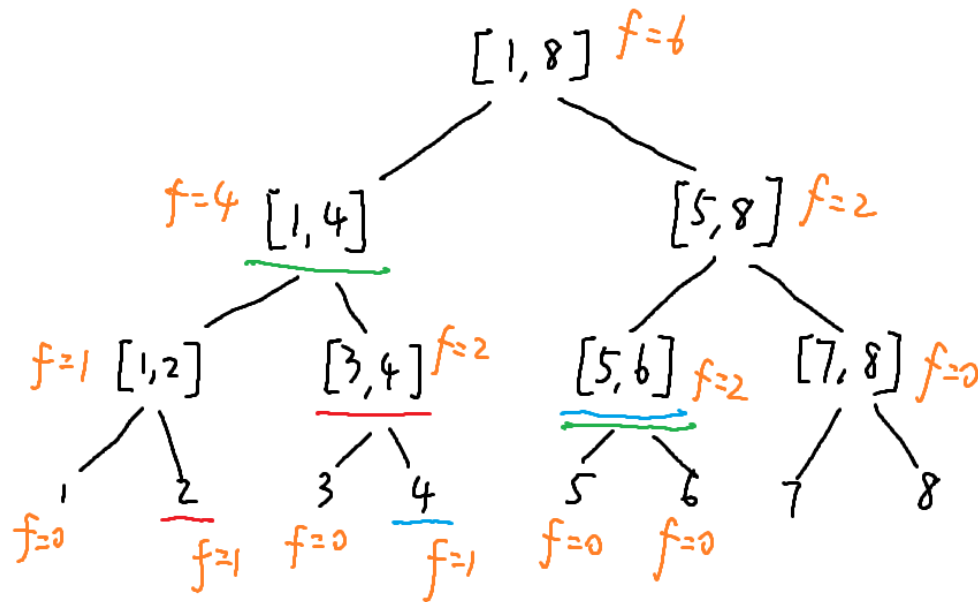 [1,8] f=6
f=4 [1,4] [5,8] f=2
f=1 [1,2] [3,4] f=2 [5,6] f=2 [7,8] f=0
1 2 3 4 5 6 7 8
f=0 f=1 f=0 f=1 f=0 f=0